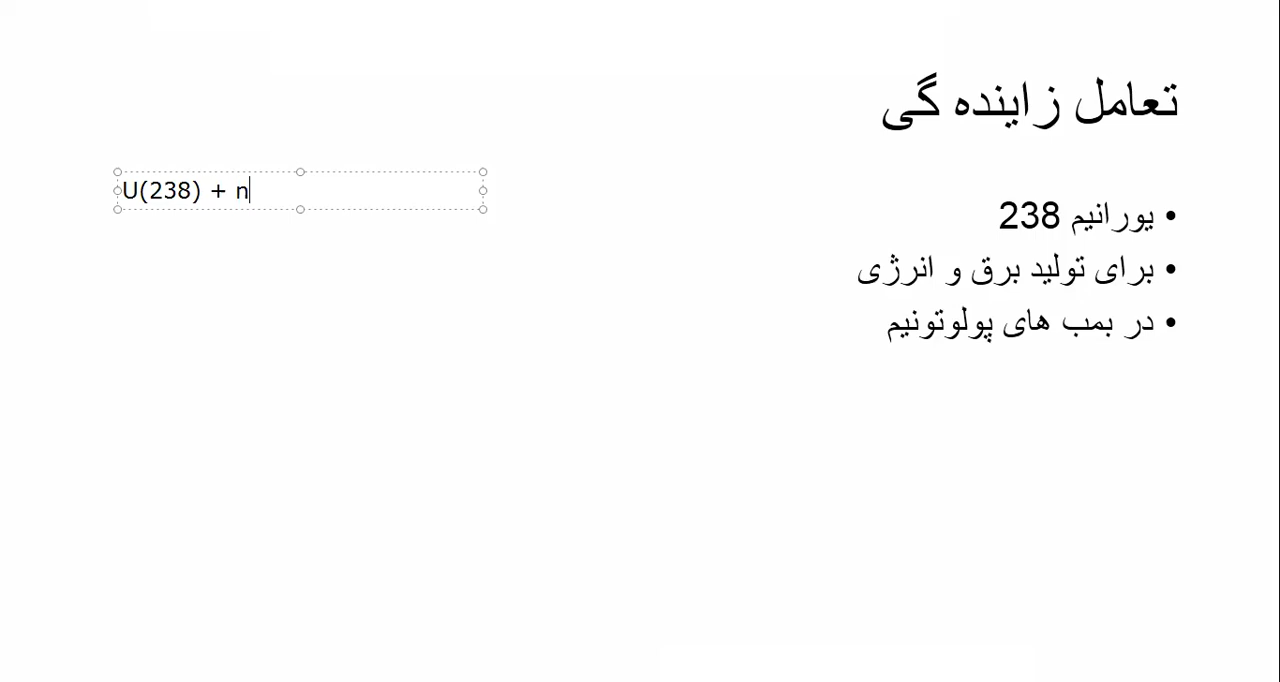 تعامل زاینده گی
U(238) + n
• یورانیم 238
• برای تولید برق و انرژی
• در بمب های پولوتونیم